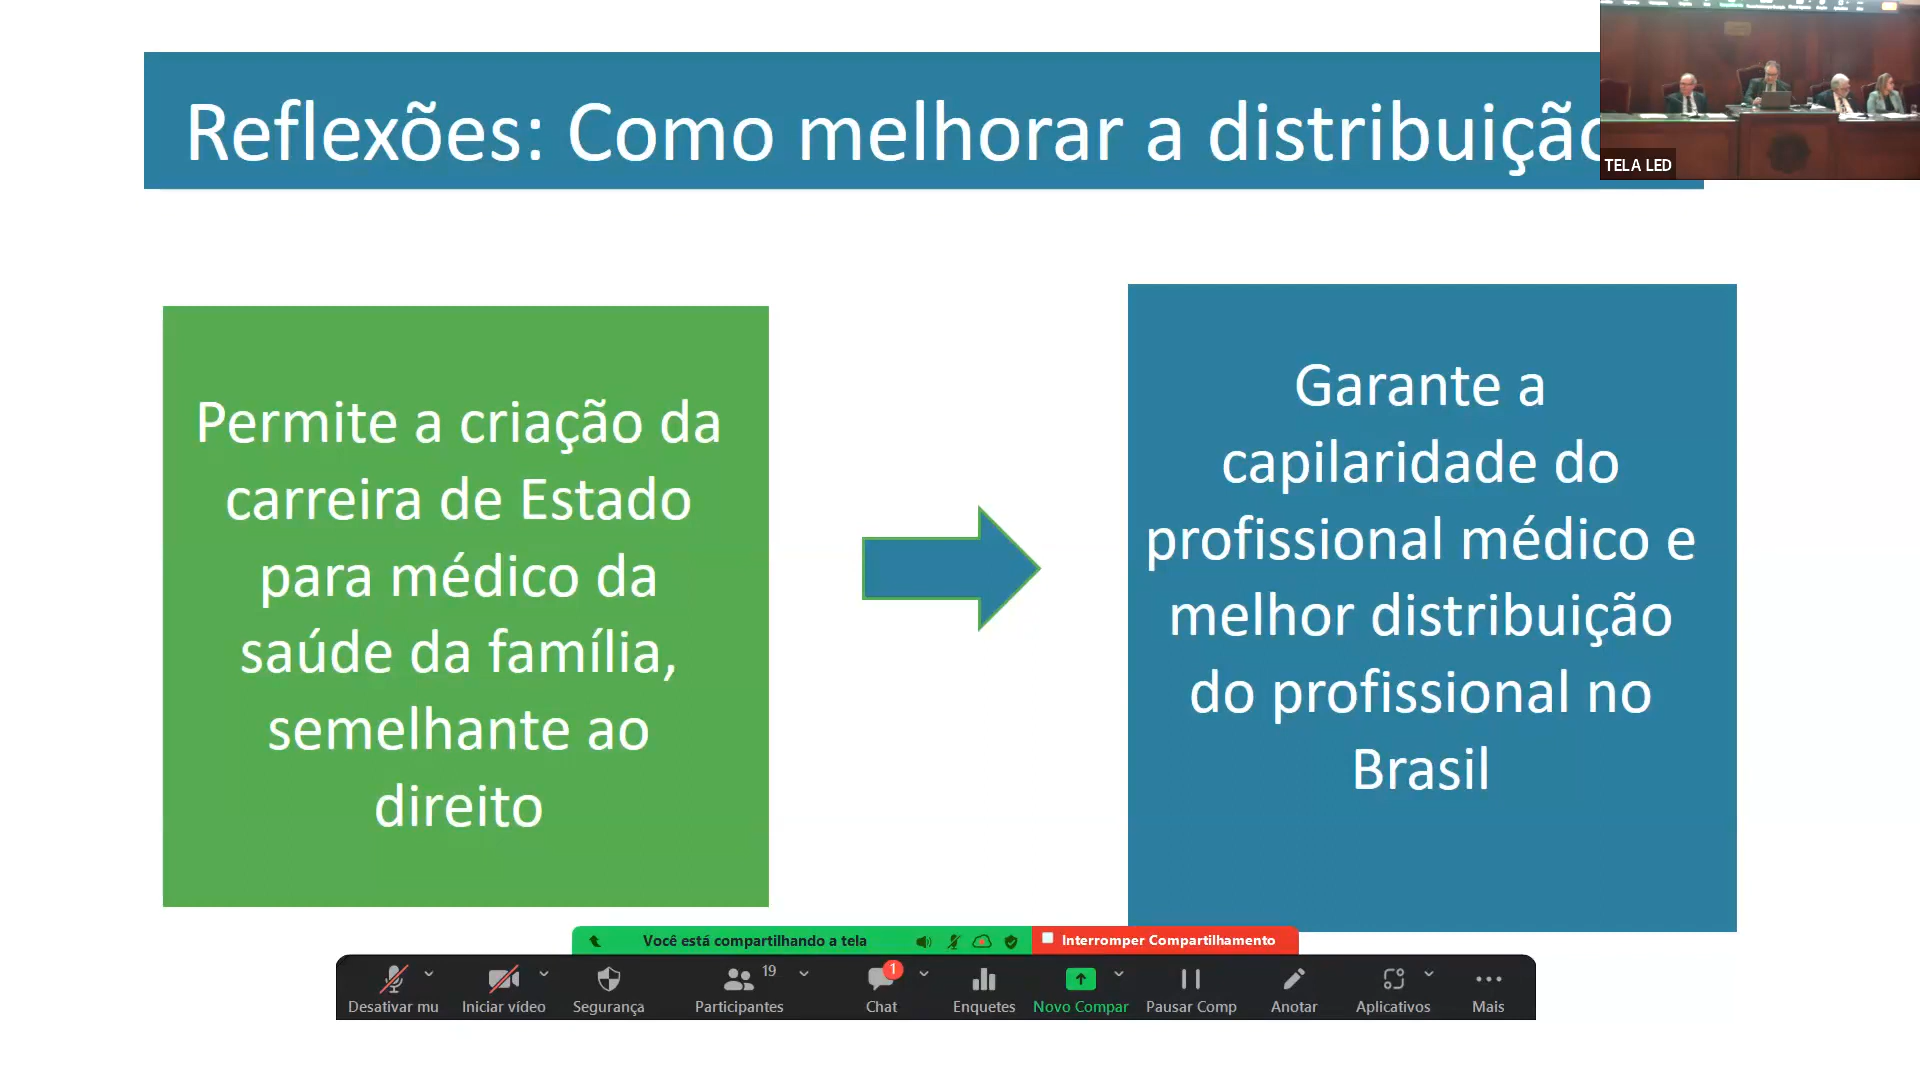 Reflexões: Como melhorar a distribuição
TELA LED
Permite a criação da
carreira de Estado
para médico da
saúde da família,
semelhante ao
direito
Garante a
capilaridade do
profissional médico e
melhor distribuição
do profissional no
Brasil
Você está compartilhando a tela
Interromper Compartilhamento
Desativar mu
Iniciar vídeo
Segurança
Participantes
19
Chat
1
Enquetes
Novo Compar
Pausar Comp
Anotar
Aplicativos
Mais